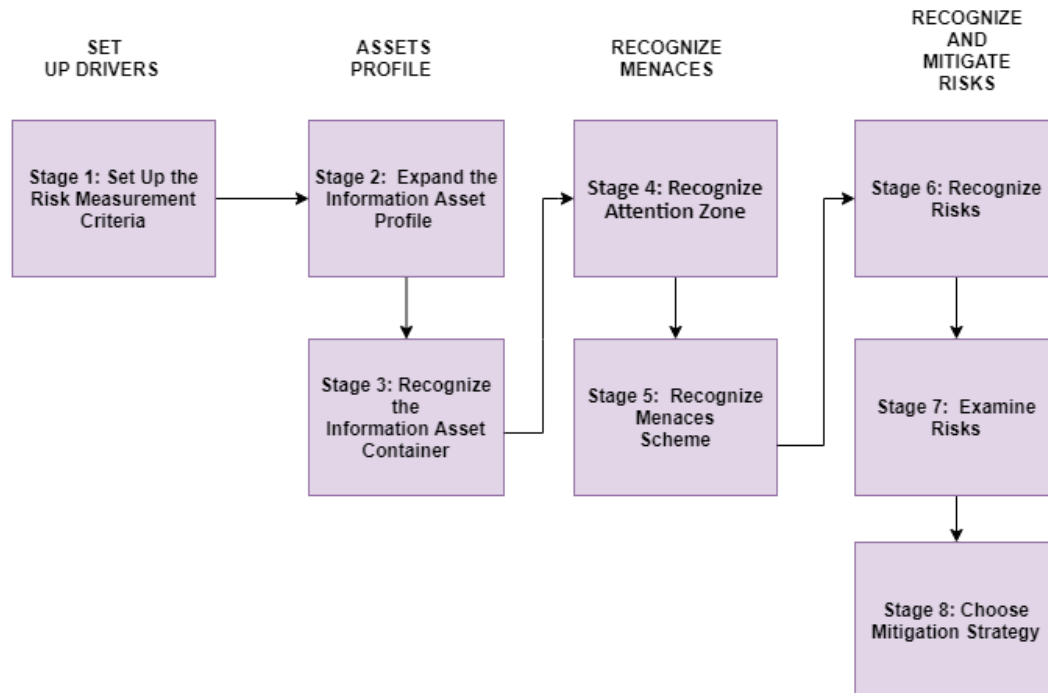 SET
UP DRIVERS
ASSETS
PROFILE
RECOGNIZE
MENACES
RECOGNIZE
AND
MITIGATE
RISKS
Stage 1: Set Up the
Risk Measurement
Criteria
Stage 2: Expand the
Information Asset
Profile
Stage 3: Recognize
the
Information Asset
Container
Stage 4: Recognize
Attention Zone
Stage 5: Recognize
Menaces
Scheme
Stage 6: Recognize
Risks
Stage 7: Examine
Risks
Stage 8: Choose
Mitigation Strategy